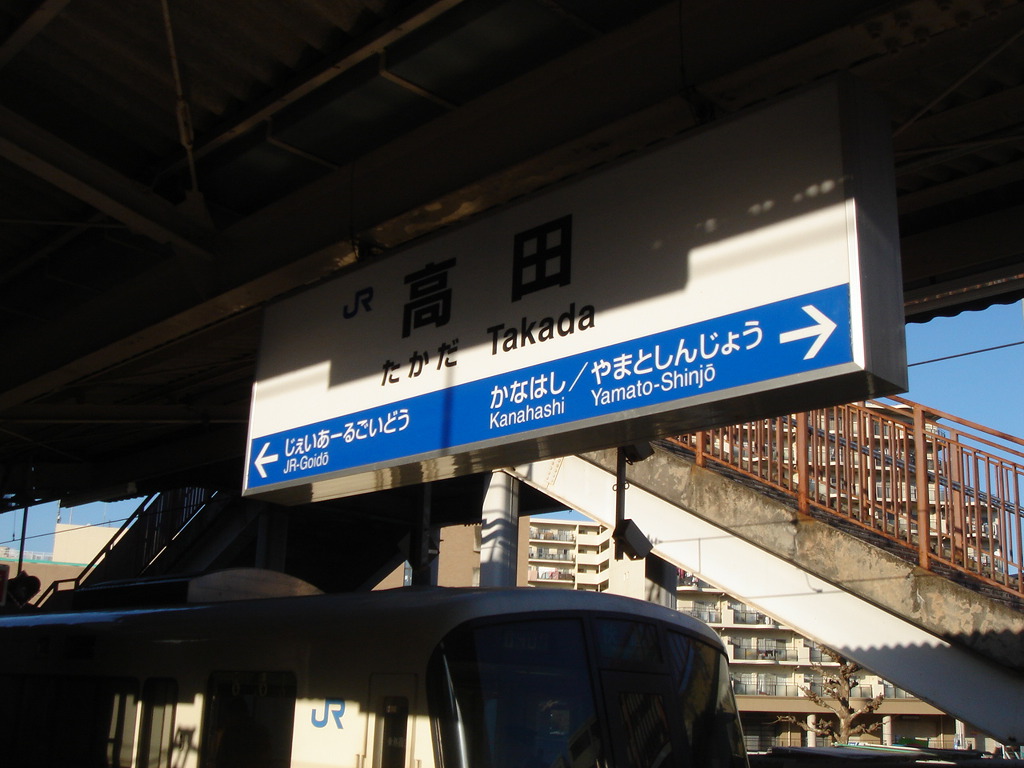 JR 高田
たかだ Takada
← じぇいあーるごいどう
JR-Goidō
かなはし／やまとしんじょう →
Kanahashi Yamato-Shinjō
JR